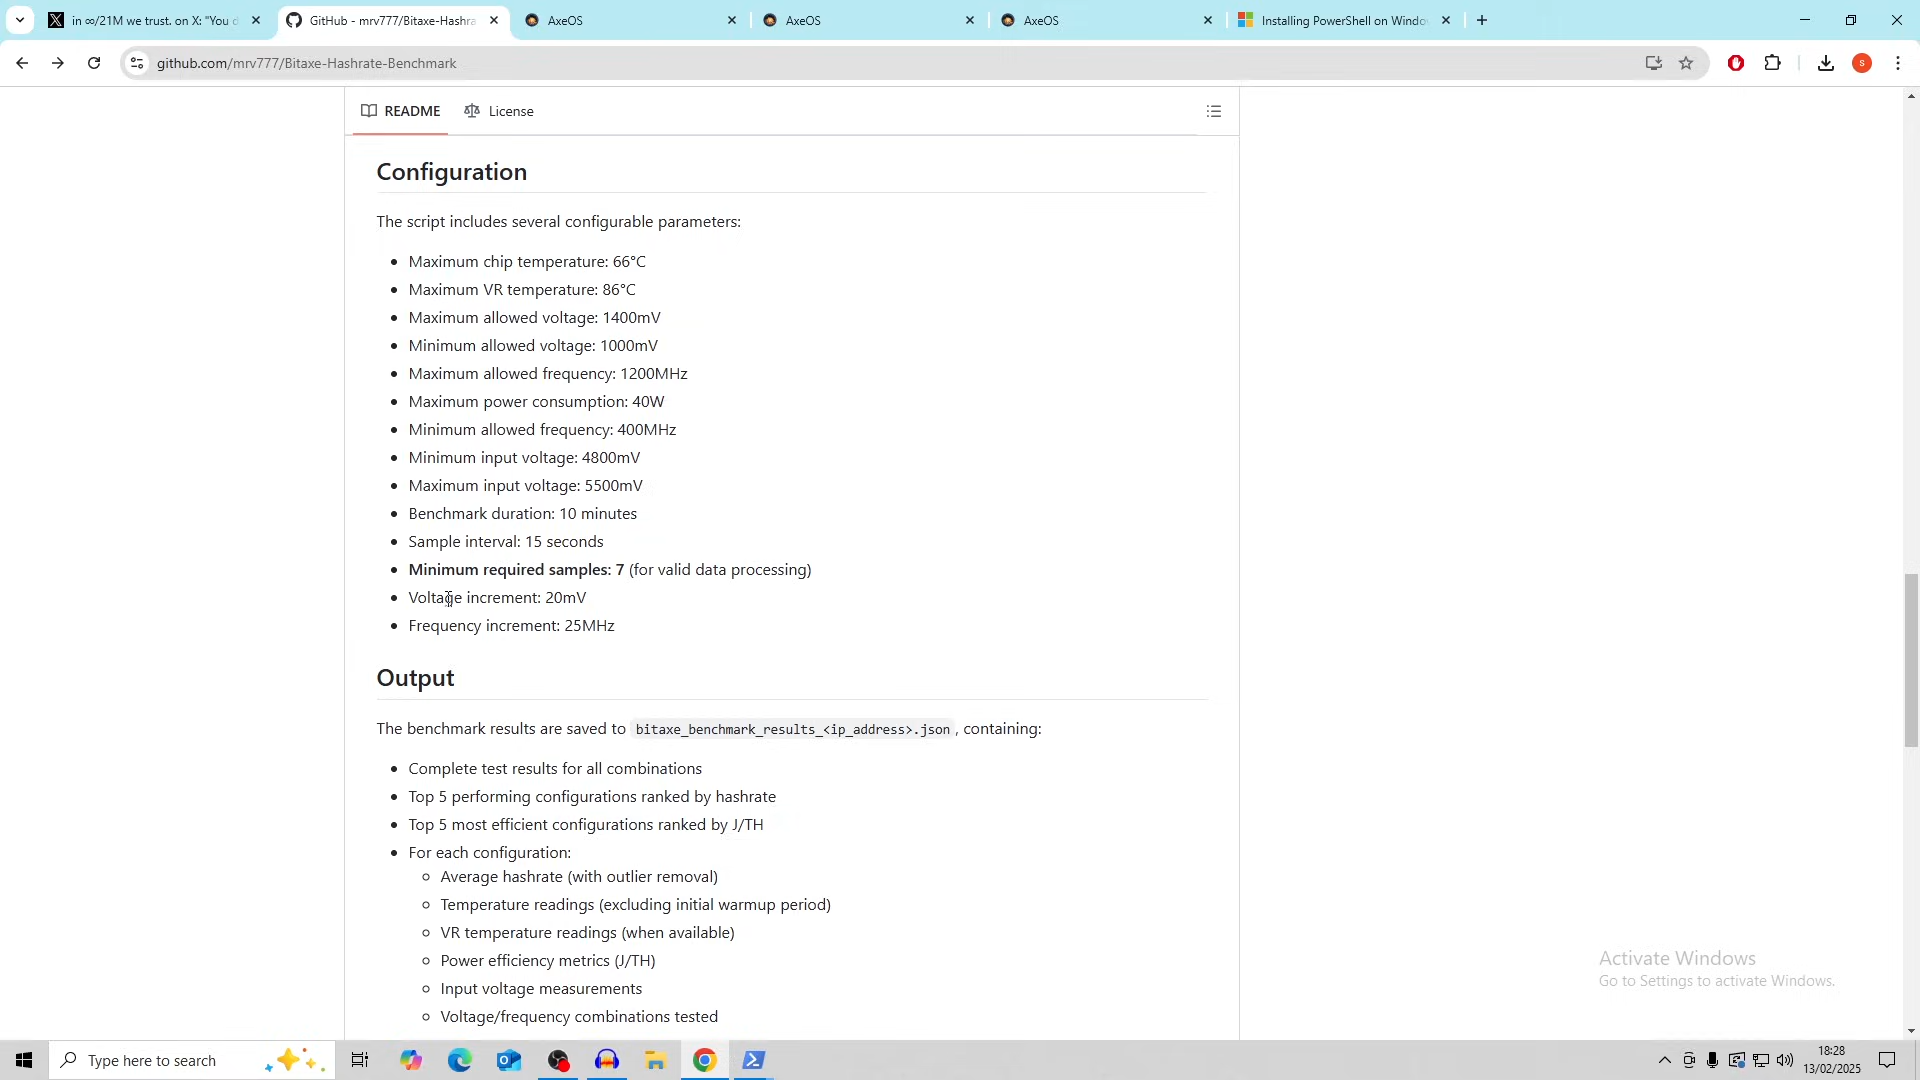 in ∞/21M we trust. on X: "You d
GitHub - mrv777/Bitaxe-Hashra
AxeOS
AxeOS
AxeOS
Installing PowerShell on Windo
github.com/mrv777/Bitaxe-Hashrate-Benchmark
S
README
License
Configuration
The script includes several configurable parameters:
Maximum chip temperature: 66°C
Maximum VR temperature: 86°C
Maximum allowed voltage: 1400mV
Minimum allowed voltage: 1000mV
Maximum allowed frequency: 1200MHz
Maximum power consumption: 40W
Minimum allowed frequency: 400MHz
Minimum input voltage: 4800mV
Maximum input voltage: 5500mV
Benchmark duration: 10 minutes
Sample interval: 15 seconds
Minimum required samples: 7 (for valid data processing)
Voltage increment: 20mV
Frequency increment: 25MHz
Output
The benchmark results are saved to bitaxe_benchmark_results_<ip_address>.json , containing:
Complete test results for all combinations
Top 5 performing configurations ranked by hashrate
Top 5 most efficient configurations ranked by J/TH
For each configuration:
Average hashrate (with outlier removal)
Temperature readings (excluding initial warmup period)
VR temperature readings (when available)
Power efficiency metrics (J/TH)
Input voltage measurements
Voltage/frequency combinations tested
Activate Windows
Go to Settings to activate Windows.
Type here to search
18:28
13/02/2025